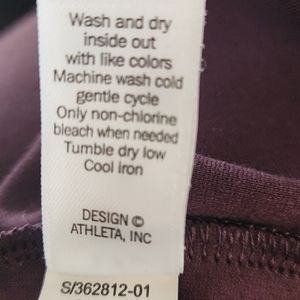 Wash and dry
inside out
with like colors
Machine wash cold
gentle cycle
Only non-chlorine
bleach when needed
Tumble dry low
Cool iron
DESIGN ©
ATHLETA, INC
S/362812-01